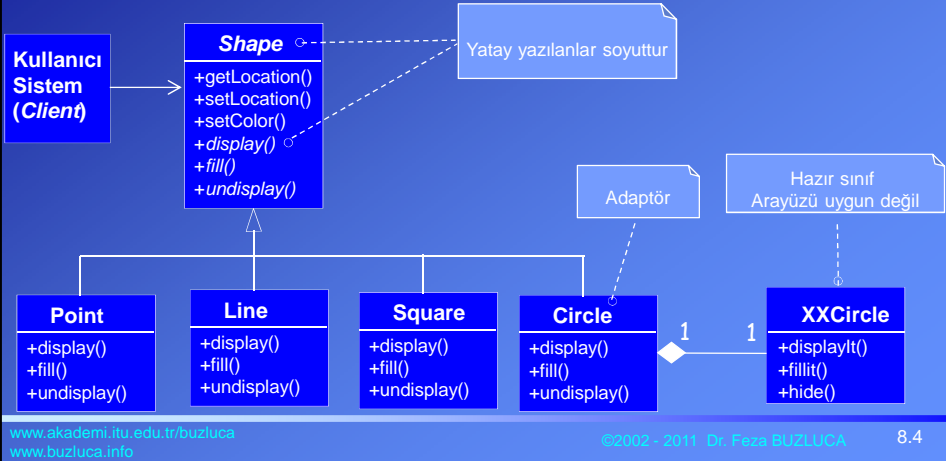 Kullanıcı
Sistem
(Client)
Shape
+getLocation()
+setLocation()
+setColor()
+display()
+fill()
+undisplay()
Yatay yazılanlar soyuttur
Adaptör
Hazır sınıf
Arayüzü uygun değil
Point
+display()
+fill()
+undisplay()
Line
+display()
+fill()
+undisplay()
Square
+display()
+fill()
+undisplay()
Circle
+display()
+fill()
+undisplay()
1
1
XXCircle
+displayIt()
+fillit()
+hide()
www.akademi.itu.edu.tr/buzluca
www.buzluca.info
©2002 - 2011 Dr. Feza BUZLUCA
8.4